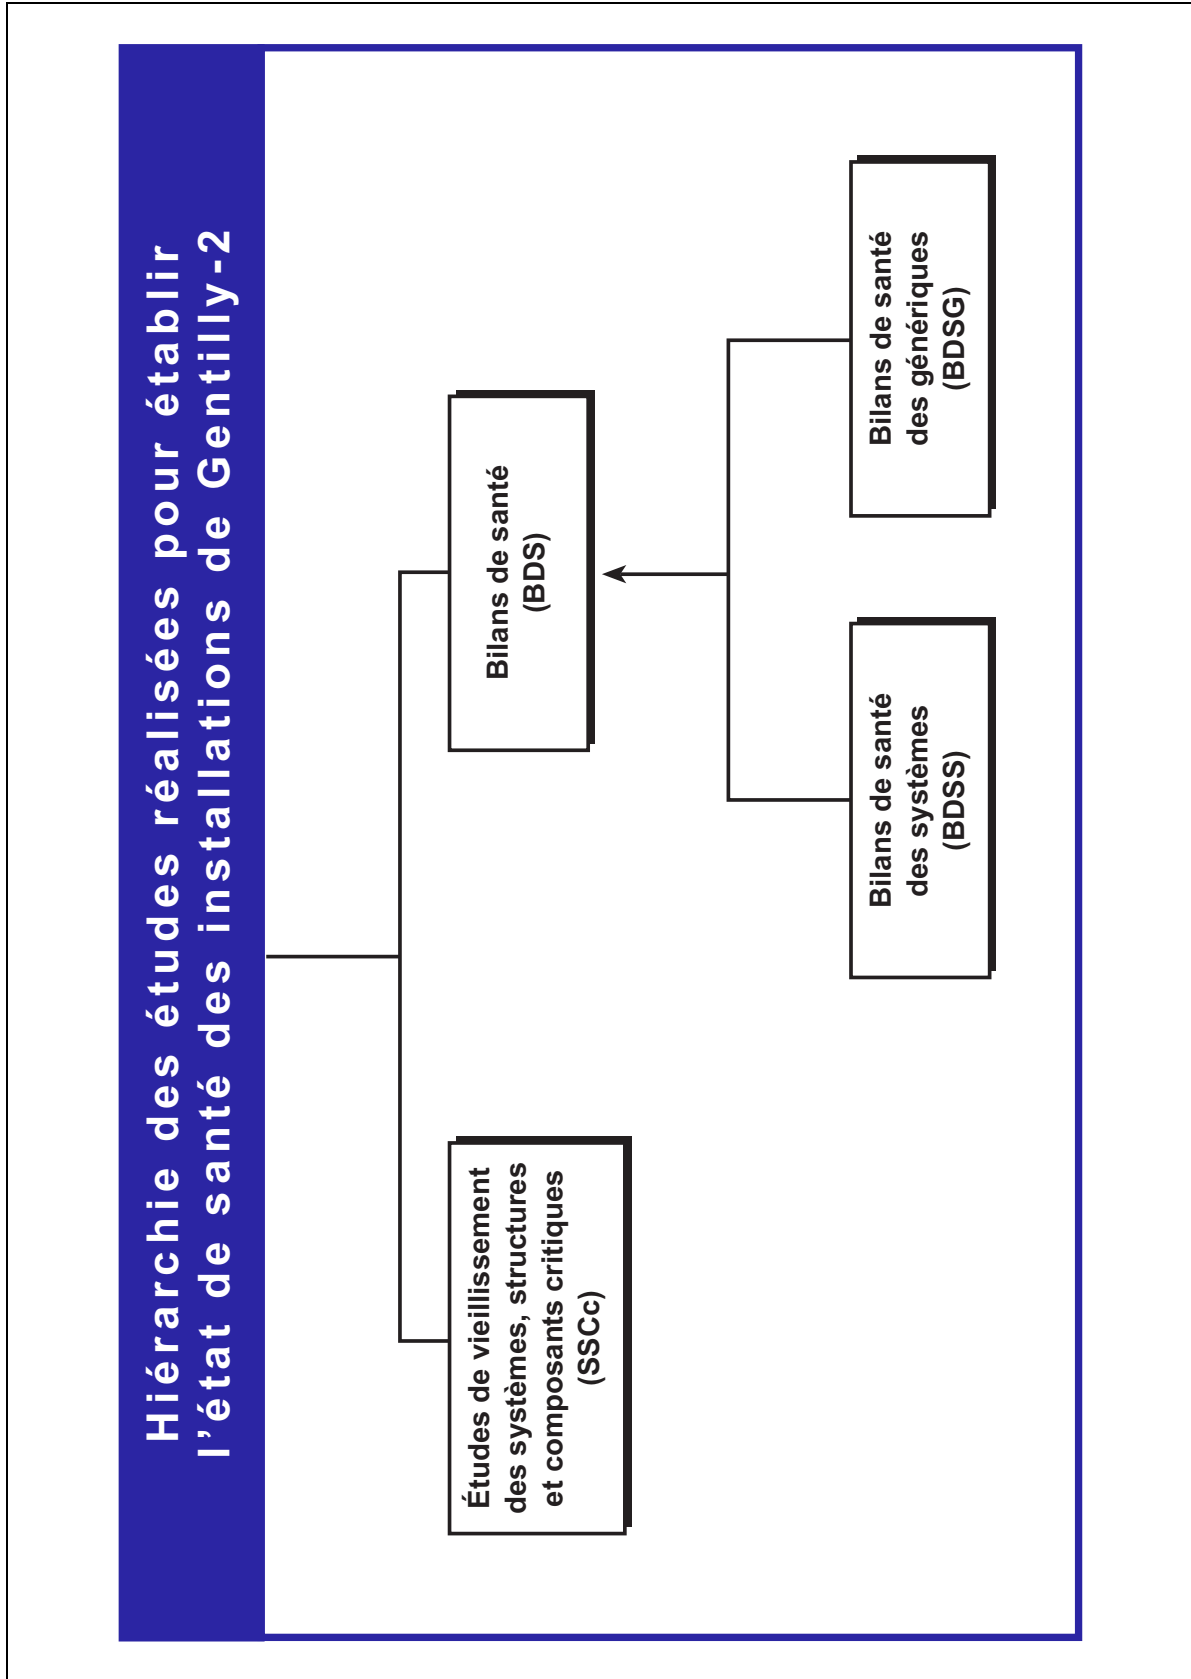 Hiérarchie des études réalisées pour établir
l’état de santé des installations de Gentilly-2
Études de vieillissement
des systèmes, structures
et composants critiques
(SSCc)
Bilans de santé
(BDS)
Bilans de santé
des systèmes
(BDSS)
Bilans de santé
des génériques
(BDSG)